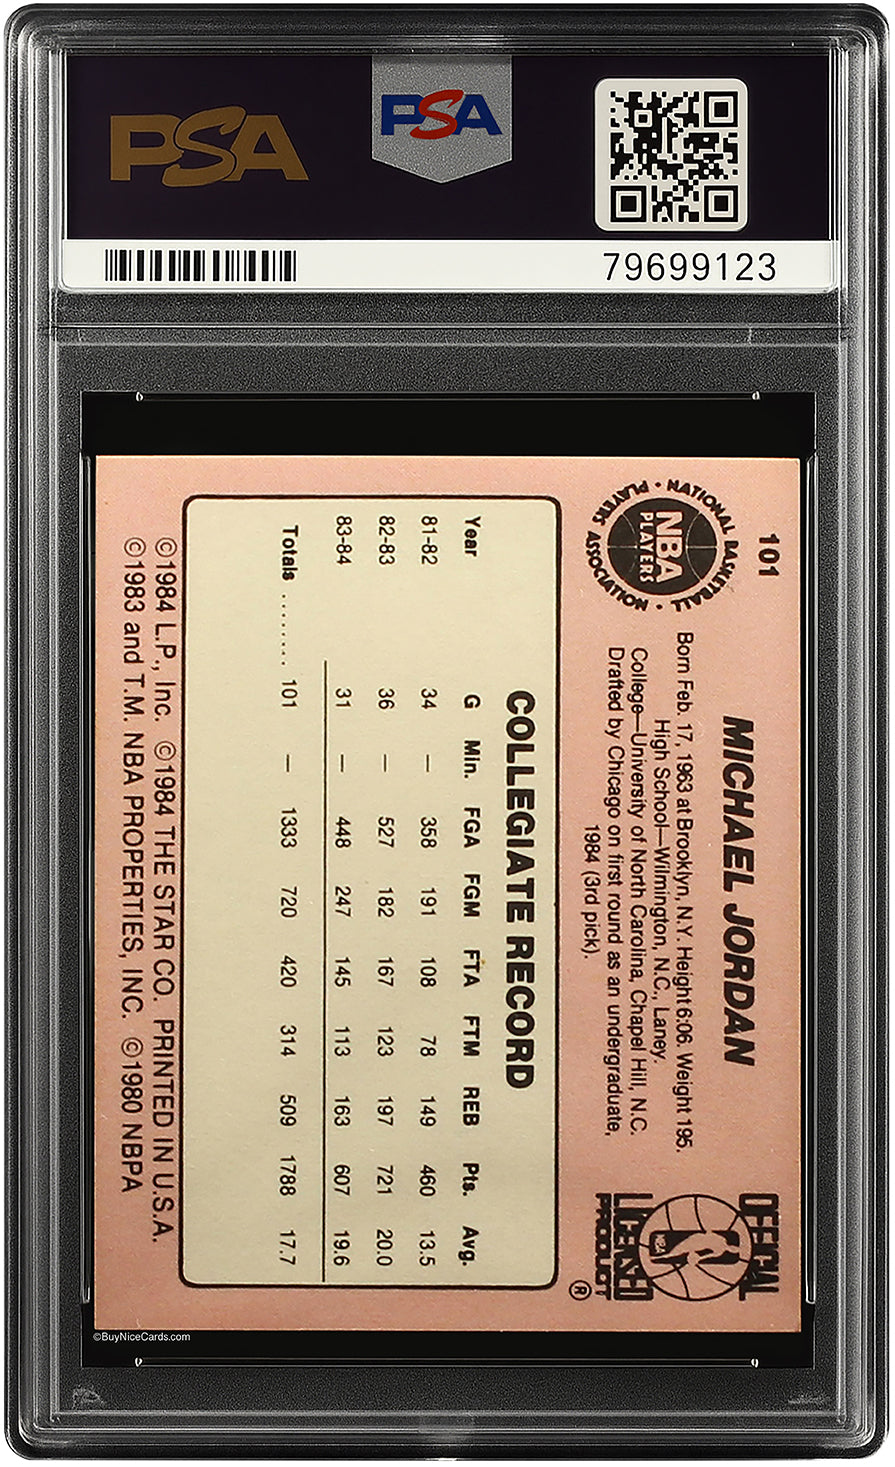 PSA
PSA
79699123
101
NATIONAL BASKETBALL PLAYERS ASSOCIATION
NBA
PLAYERS
MICHAEL JORDAN
Born Feb. 17, 1963 at Brooklyn, N.Y. Height 6:06. Weight 195.
High School—Wilmington, N.C., Laney.
College—University of North Carolina, Chapel Hill, N.C.
Drafted by Chicago on first round as an undergraduate,
1984 (3rd pick).
OFFICIAL
NBA
LICENSED
PRODUCT
®
COLLEGIATE RECORD
Year G Min. FGA FGM FTA FTM REB Pts. Avg.
81-82 34 — 358 191 108 78 149 460 13.5
82-83 36 — 527 182 167 123 197 721 20.0
83-84 31 — 448 247 145 113 163 607 19.6
Totals ......... 101 — 1333 720 420 314 509 1788 17.7
©1984 L.P., Inc. ©1984 THE STAR CO. PRINTED IN U.S.A.
©1983 and T.M. NBA PROPERTIES, INC. ©1980 NBPA
©BuyNiceCards.com